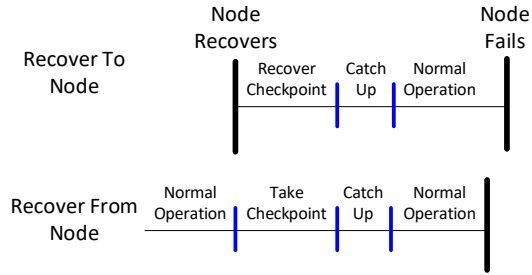 Node
Recovers
Node
Fails
Recover To
Node
Recover
Checkpoint
Catch
Up
Normal
Operation
Recover From
Node
Normal
Operation
Take
Checkpoint
Catch
Up
Normal
Operation